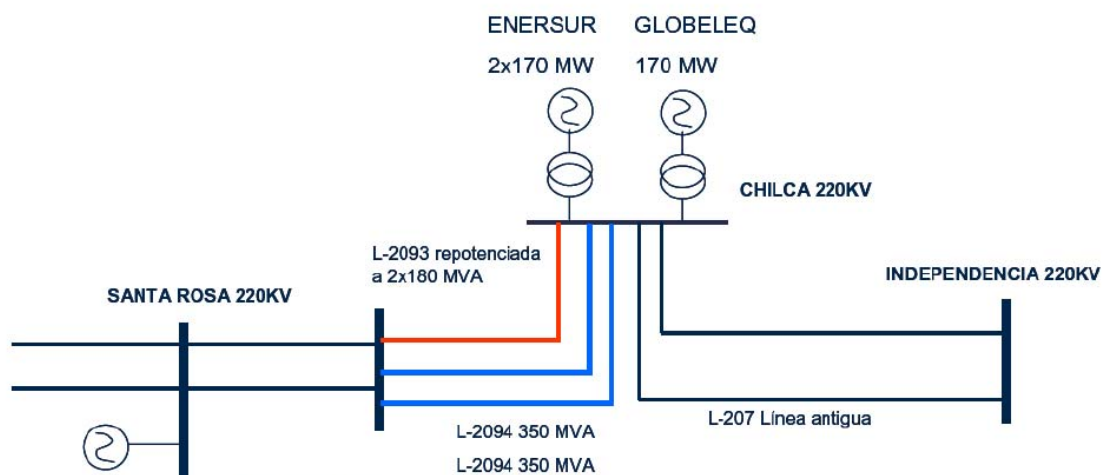 ENERSUR
GLOBELEQ
2x170 MW
170 MW
CHILCA 220KV
L-2093 repotenciada
a 2x180 MVA
INDEPENDENCIA 220KV
SANTA ROSA 220KV
L-207 Línea antigua
L-2094 350 MVA
L-2094 350 MVA